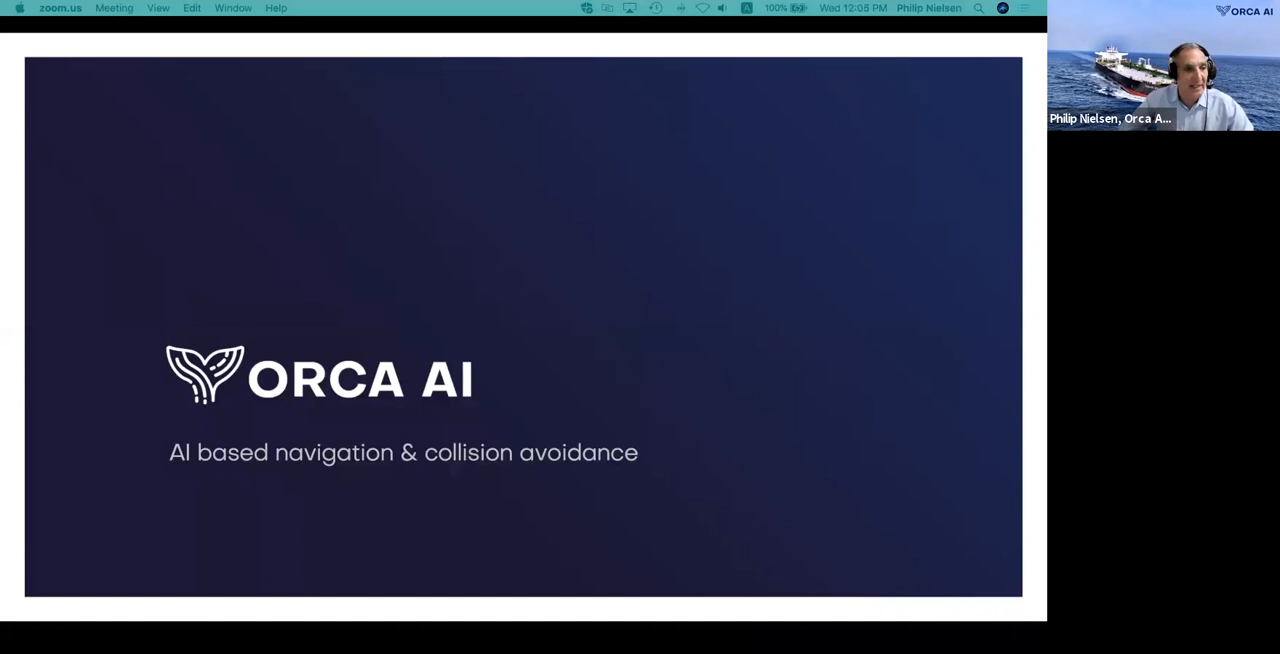 zoom.us Meeting View Edit Window Help 100% Wed 12:05 PM Philip Nielsen
ORCA AI
Philip Nielsen, Orca A...
ORCA AI
AI based navigation & collision avoidance